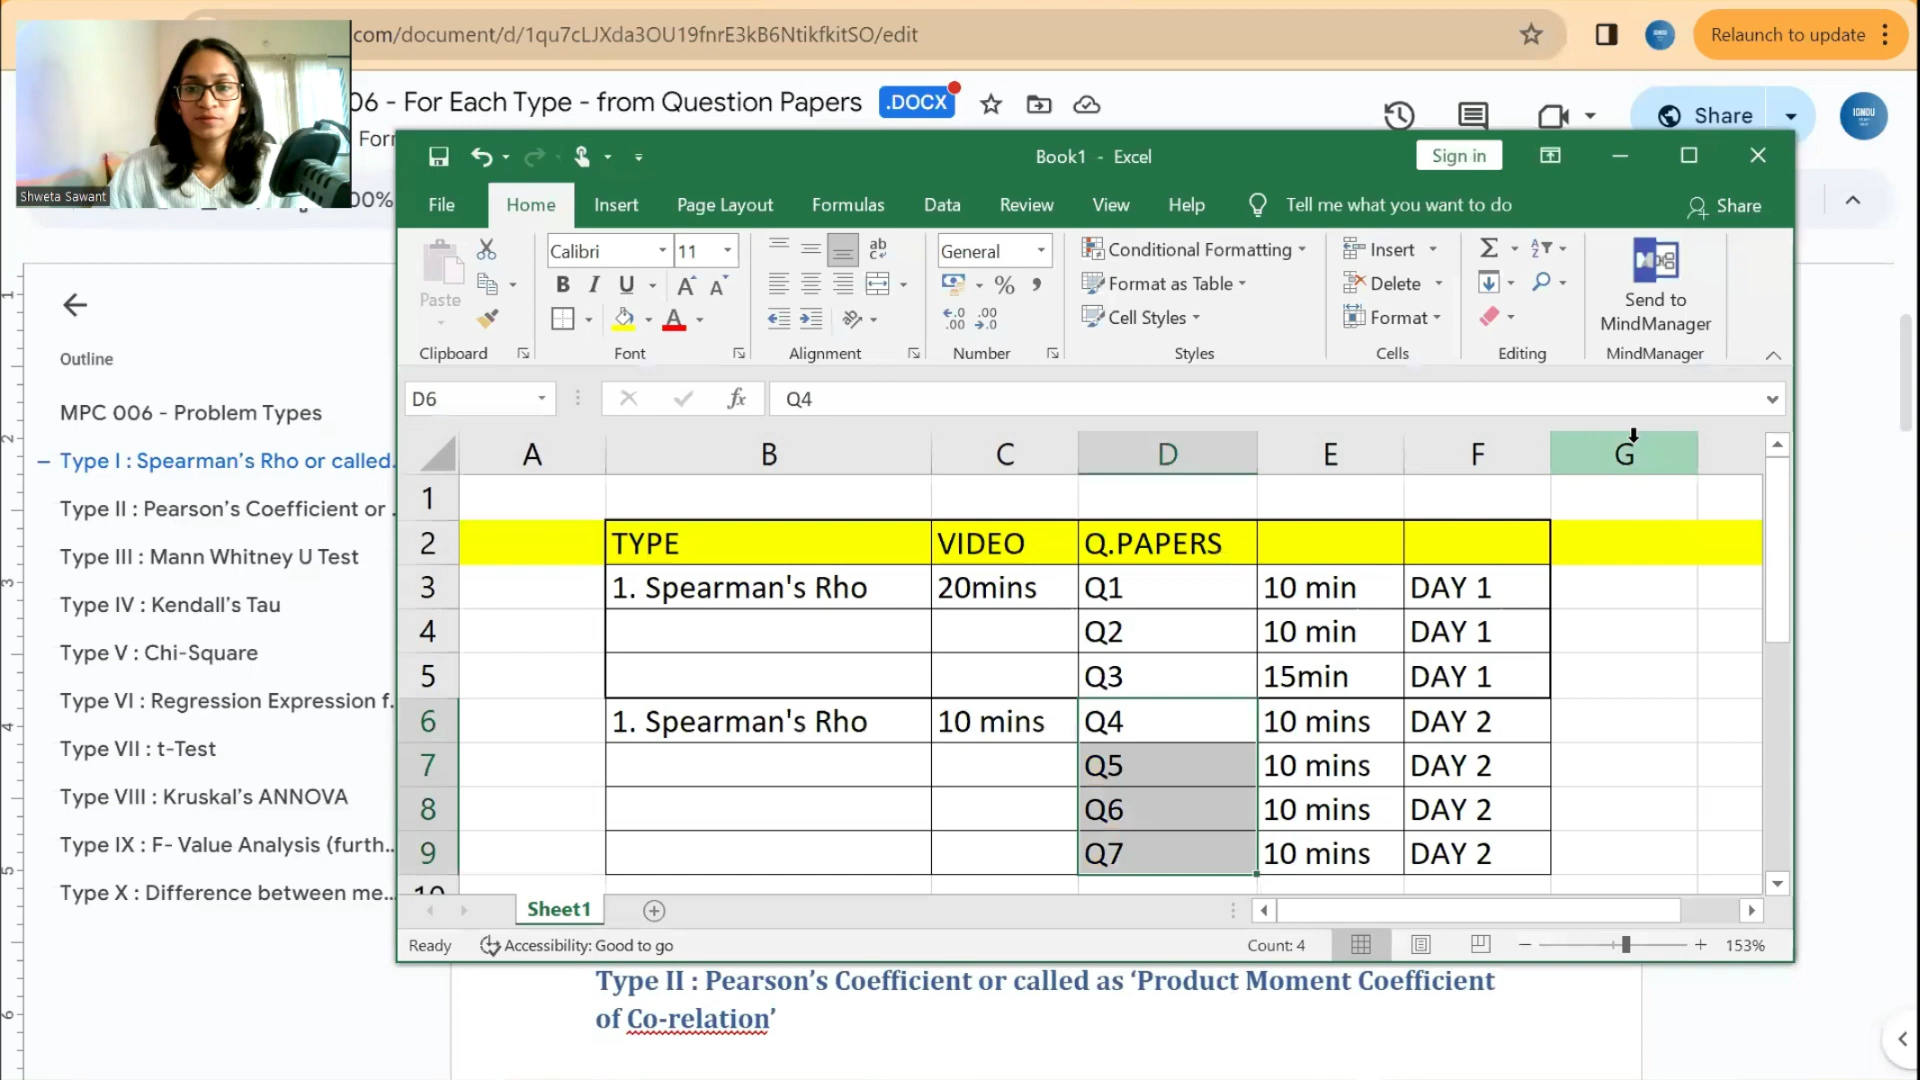 com/document/d/1qu7cLJXda3OU19fnrE3kB6NtikfkitSO/edit
Relaunch to update
06 - For Each Type - from Question Papers .DOCX
Share
Shweta Sawant
Book1 - Excel
Sign in
File Home Insert Page Layout Formulas Data Review View Help Tell me what you want to do Share
Paste
Calibri 11
General
Conditional Formatting
Format as Table
Cell Styles
Insert
Delete
Format
Send to
MindManager
Clipboard Font Alignment Number Styles Cells Editing MindManager
D6 fx Q4
A B C D E F G
1
2 TYPE VIDEO Q.PAPERS
3 1. Spearman's Rho 20mins Q1 10 min DAY 1
4 Q2 10 min DAY 1
5 Q3 15min DAY 1
6 1. Spearman's Rho 10 mins Q4 10 mins DAY 2
7 Q5 10 mins DAY 2
8 Q6 10 mins DAY 2
9 Q7 10 mins DAY 2
10
Sheet1
Ready Accessibility: Good to go Count: 4 153%
Outline
MPC 006 - Problem Types
Type I : Spearman's Rho or called...
Type II : Pearson's Coefficient or ...
Type III : Mann Whitney U Test
Type IV : Kendall's Tau
Type V : Chi-Square
Type VI : Regression Expression f...
Type VII : t-Test
Type VIII : Kruskal's ANNOVA
Type IX : F- Value Analysis (furth...
Type X : Difference between me...
Type II : Pearson's Coefficient or called as ‘Product Moment Coefficient
of Co-relation’